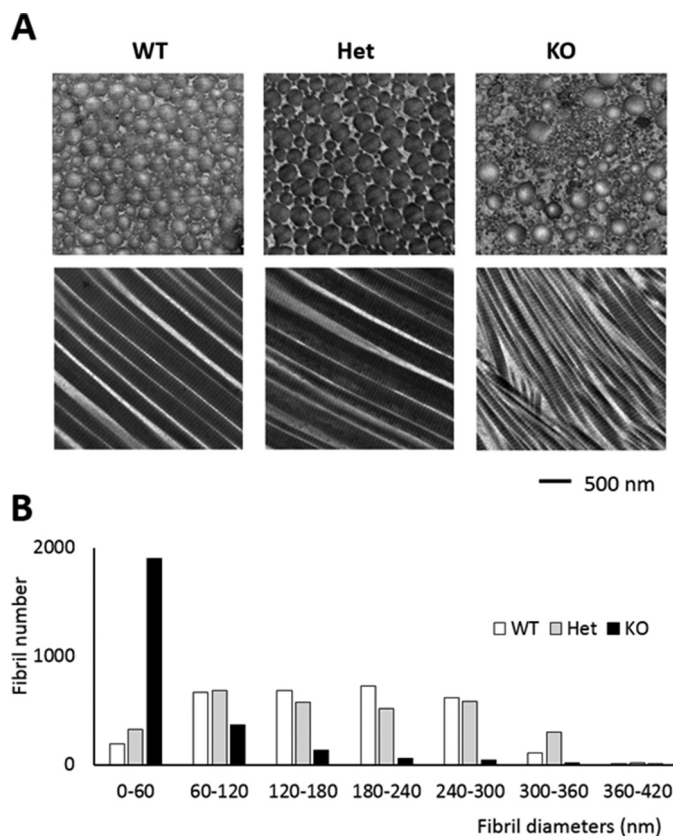 A
WT Het KO
500 nm
B
2000
1000
0
Fibril number
WT Het KO
0-60 60-120 120-180 180-240 240-300 300-360 360-420
Fibril diameters (nm)